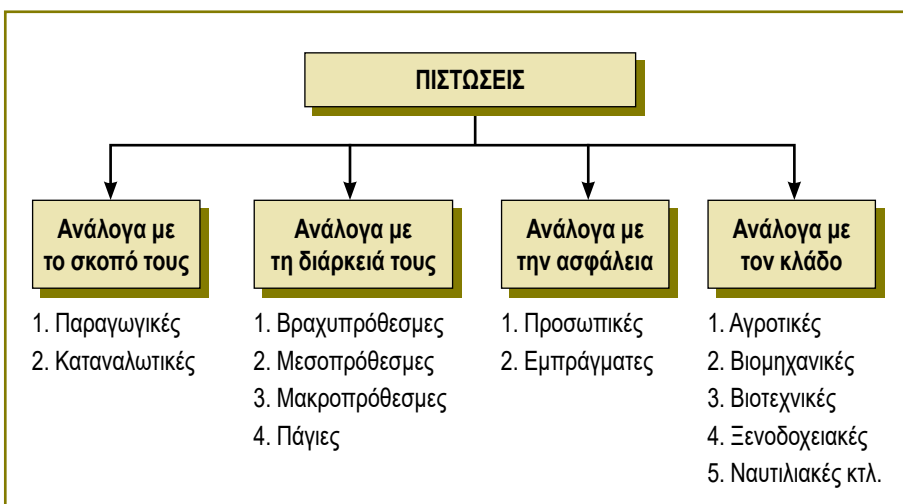 ΠΙΣΤΩΣΕΙΣ
Ανάλογα με
το σκοπό τους
1. Παραγωγικές
2. Καταναλωτικές
Ανάλογα με
τη διάρκειά τους
1. Βραχυπρόθεσμες
2. Μεσοπρόθεσμες
3. Μακροπρόθεσμες
4. Πάγιες
Ανάλογα με
την ασφάλεια
1. Προσωπικές
2. Εμπράγματες
Ανάλογα με
τον κλάδο
1. Αγροτικές
2. Βιομηχανικές
3. Βιοτεχνικές
4. Ξενοδοχειακές
5. Ναυτιλιακές κτλ.